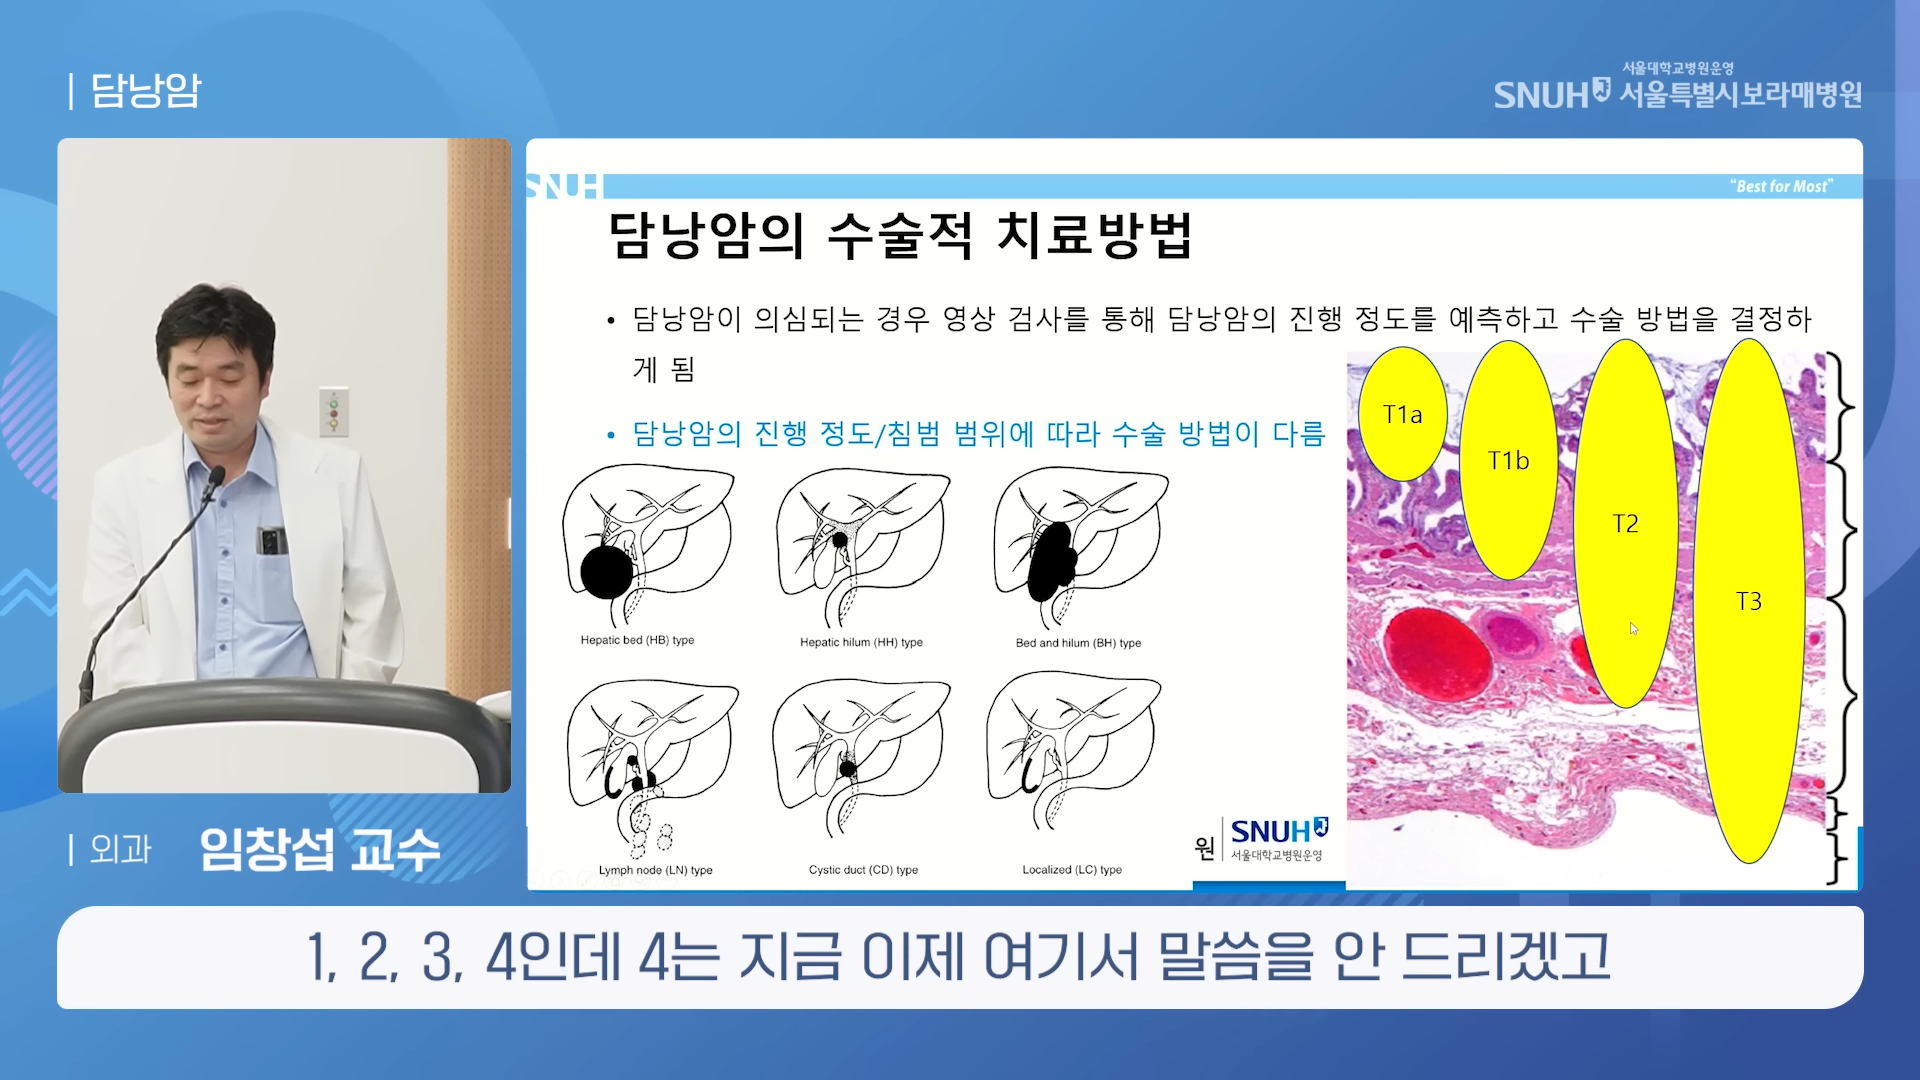 담낭암
서울대학교병원운영
SNUH 서울특별시보라매병원
SNUH
“Best for Most”
담낭암의 수술적 치료방법
• 담낭암이 의심되는 경우 영상 검사를 통해 담낭암의 진행 정도를 예측하고 수술 방법을 결정하
게 됨
• 담낭암의 진행 정도/침범 범위에 따라 수술 방법이 다름
T1a
T1b
T2
T3
Hepatic bed (HB) type
Hepatic hilum (HH) type
Bed and hilum (BH) type
Lymph node (LN) type
Cystic duct (CD) type
Localized (LC) type
원
SNUH
서울대학교병원운영
외과 임창섭 교수
1, 2, 3, 4인데 4는 지금 이제 여기서 말씀을 안 드리겠고